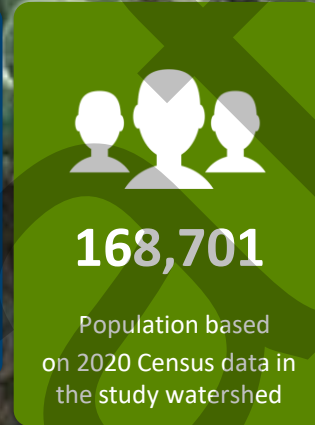 168,701
Population based
on 2020 Census data in
the study watershed